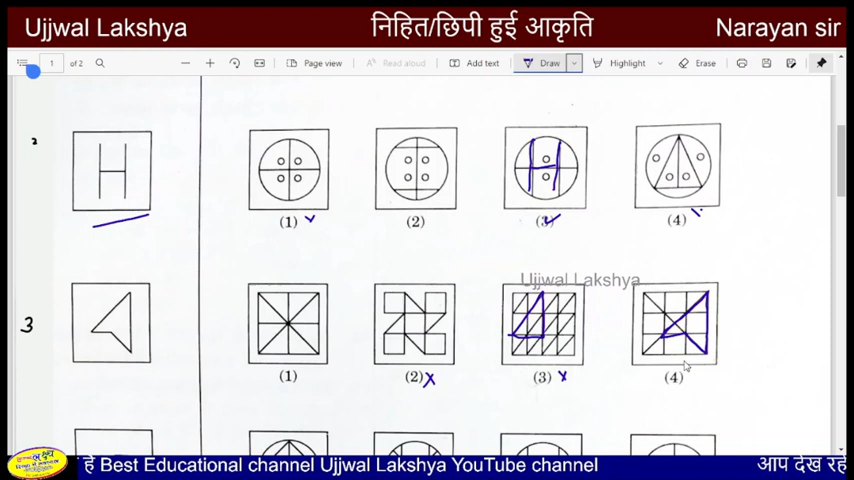 Ujjwal Lakshya
निहित/छिपी हुई आकृति
Narayan sir
1 of 2
Page view
Read aloud
Add text
Draw
Highlight
Erase
2
H
(1)
(2)
H
(3)
(4)
Ujjwal Lakshya
3
(1)
(2) x
(3) x
(4)
है Best Educational channel Ujjwal Lakshya YouTube channel
आप देख रहे